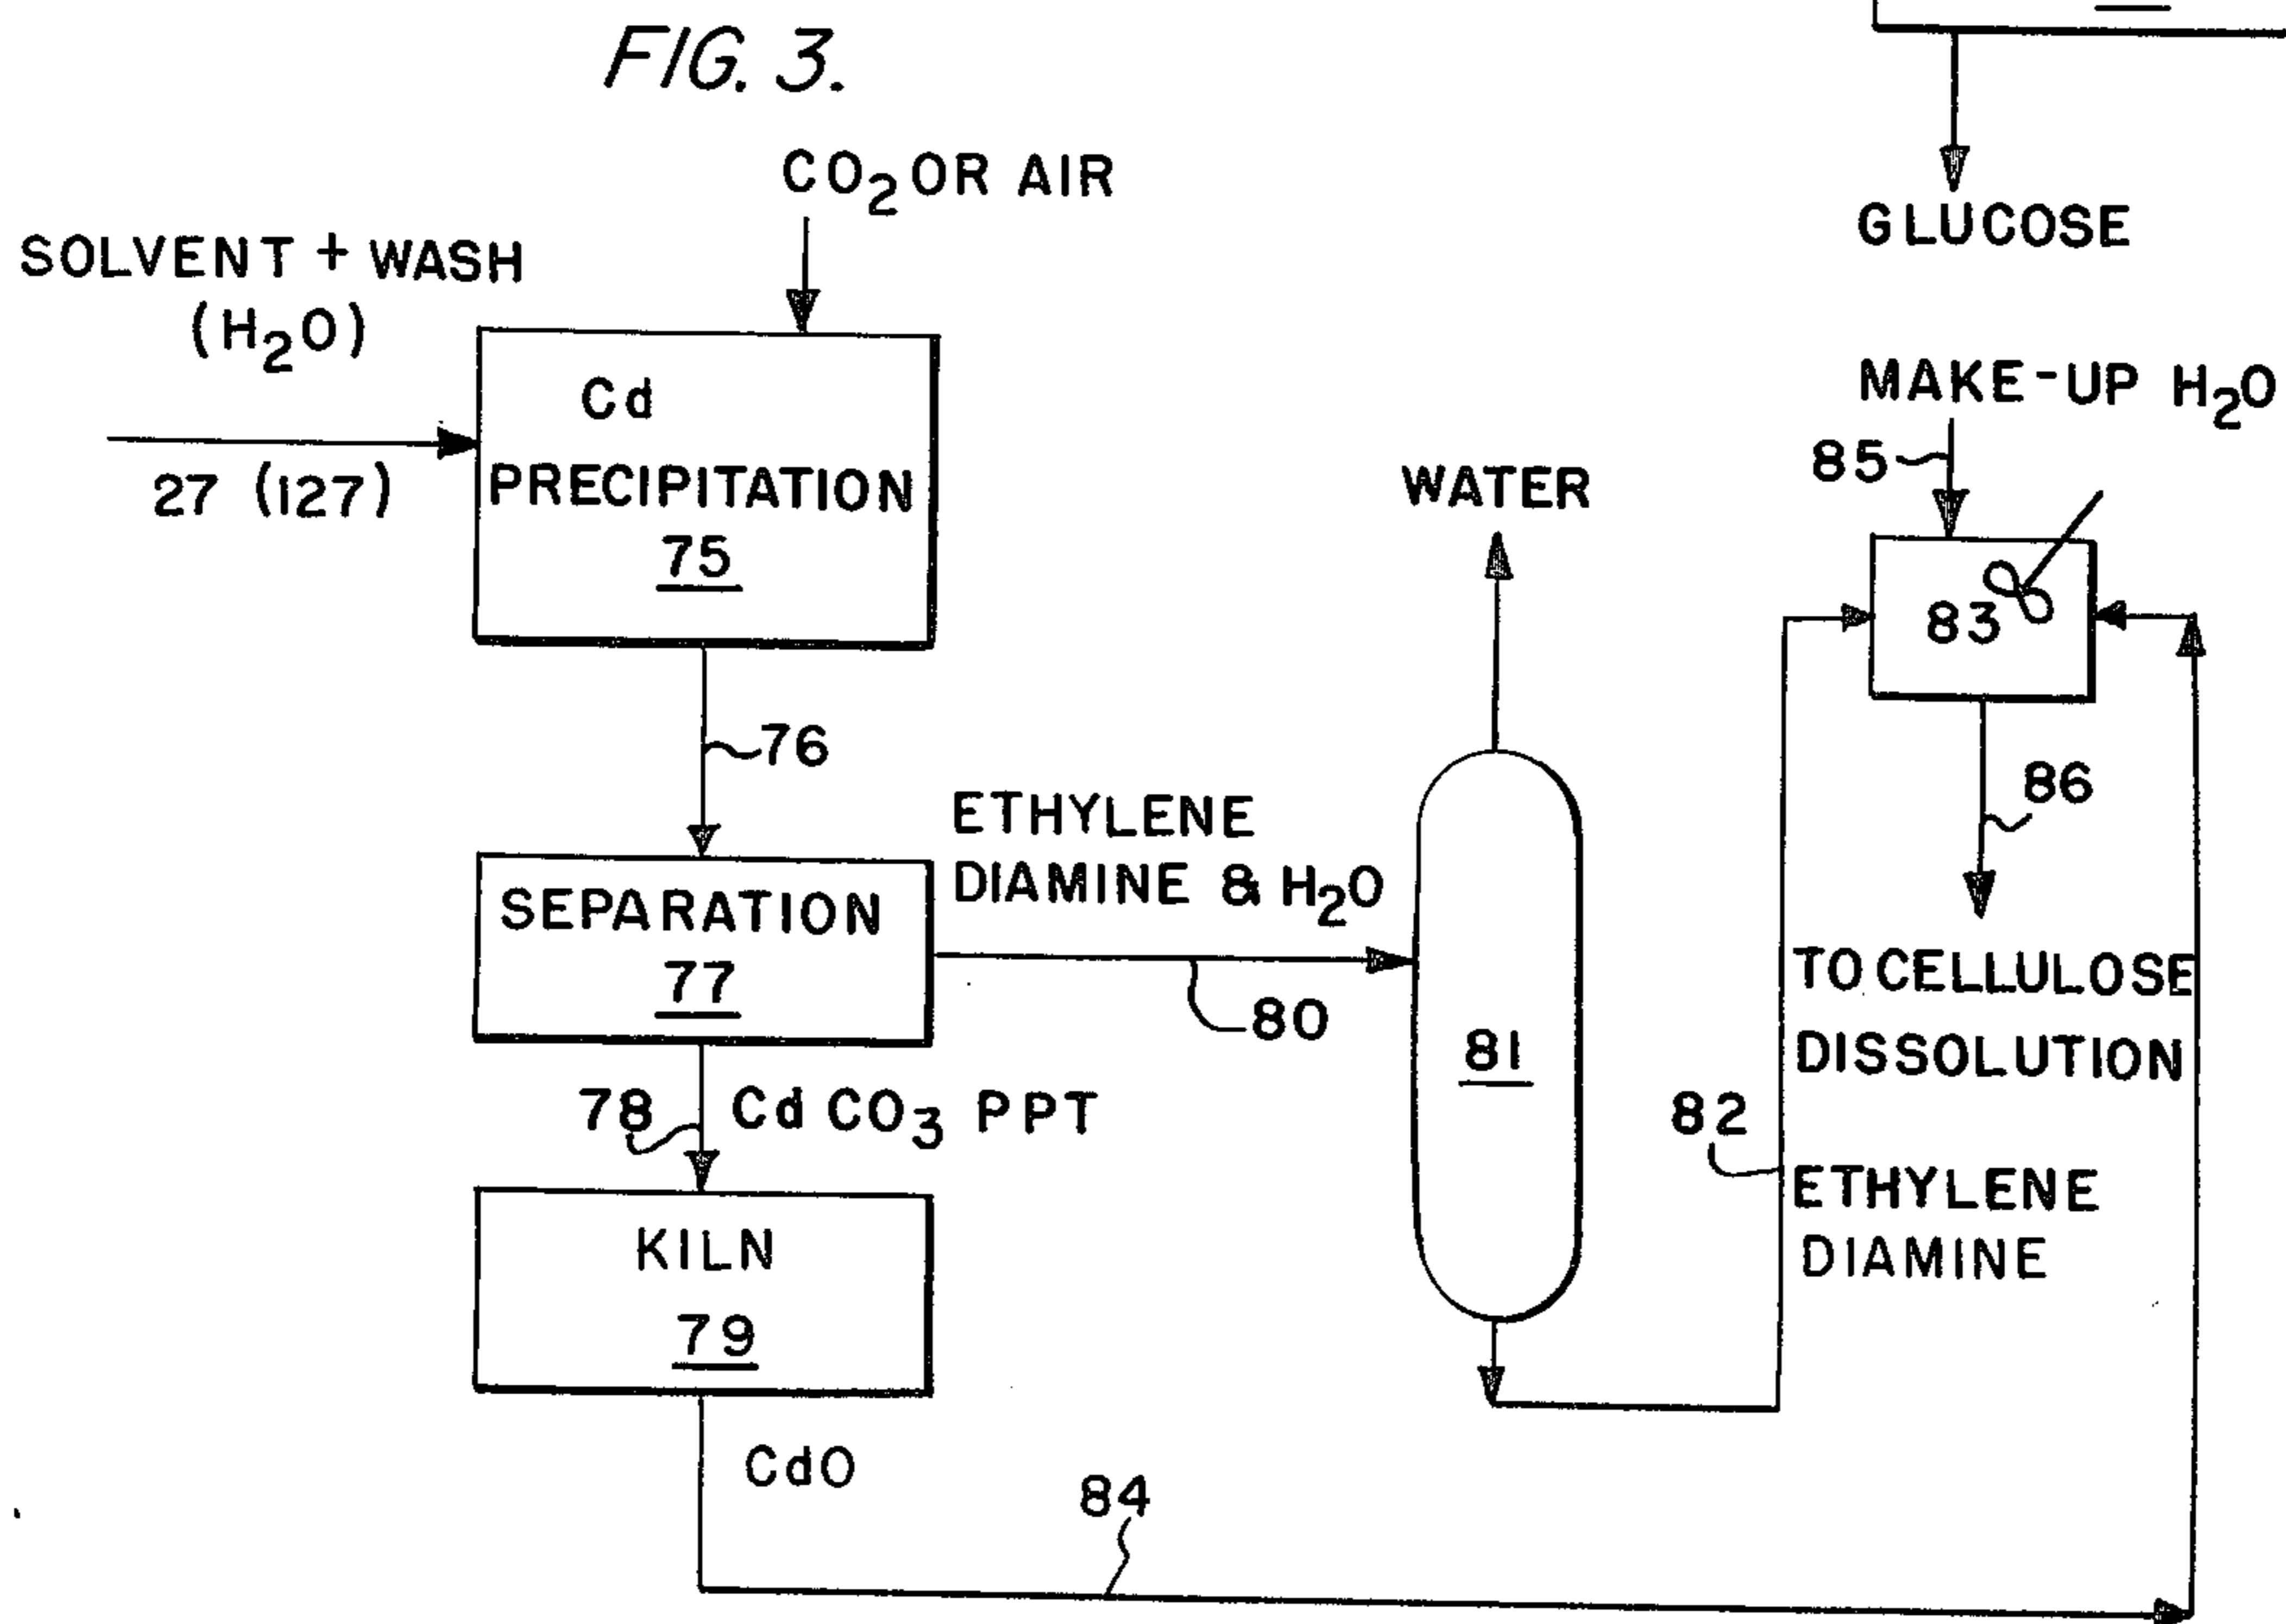 FIG. 3.
CO2 OR AIR
SOLVENT + WASH
(H2O)
27 (127)
Cd
PRECIPITATION
75
76
SEPARATION
77
ETHYLENE
DIAMINE & H2O
80
78
Cd CO3 PPT
KILN
79
CdO
84
WATER
81
82
ETHYLENE
DIAMINE
GLUCOSE
MAKE-UP H2O
85
83
86
TO CELLULOSE
DISSOLUTION